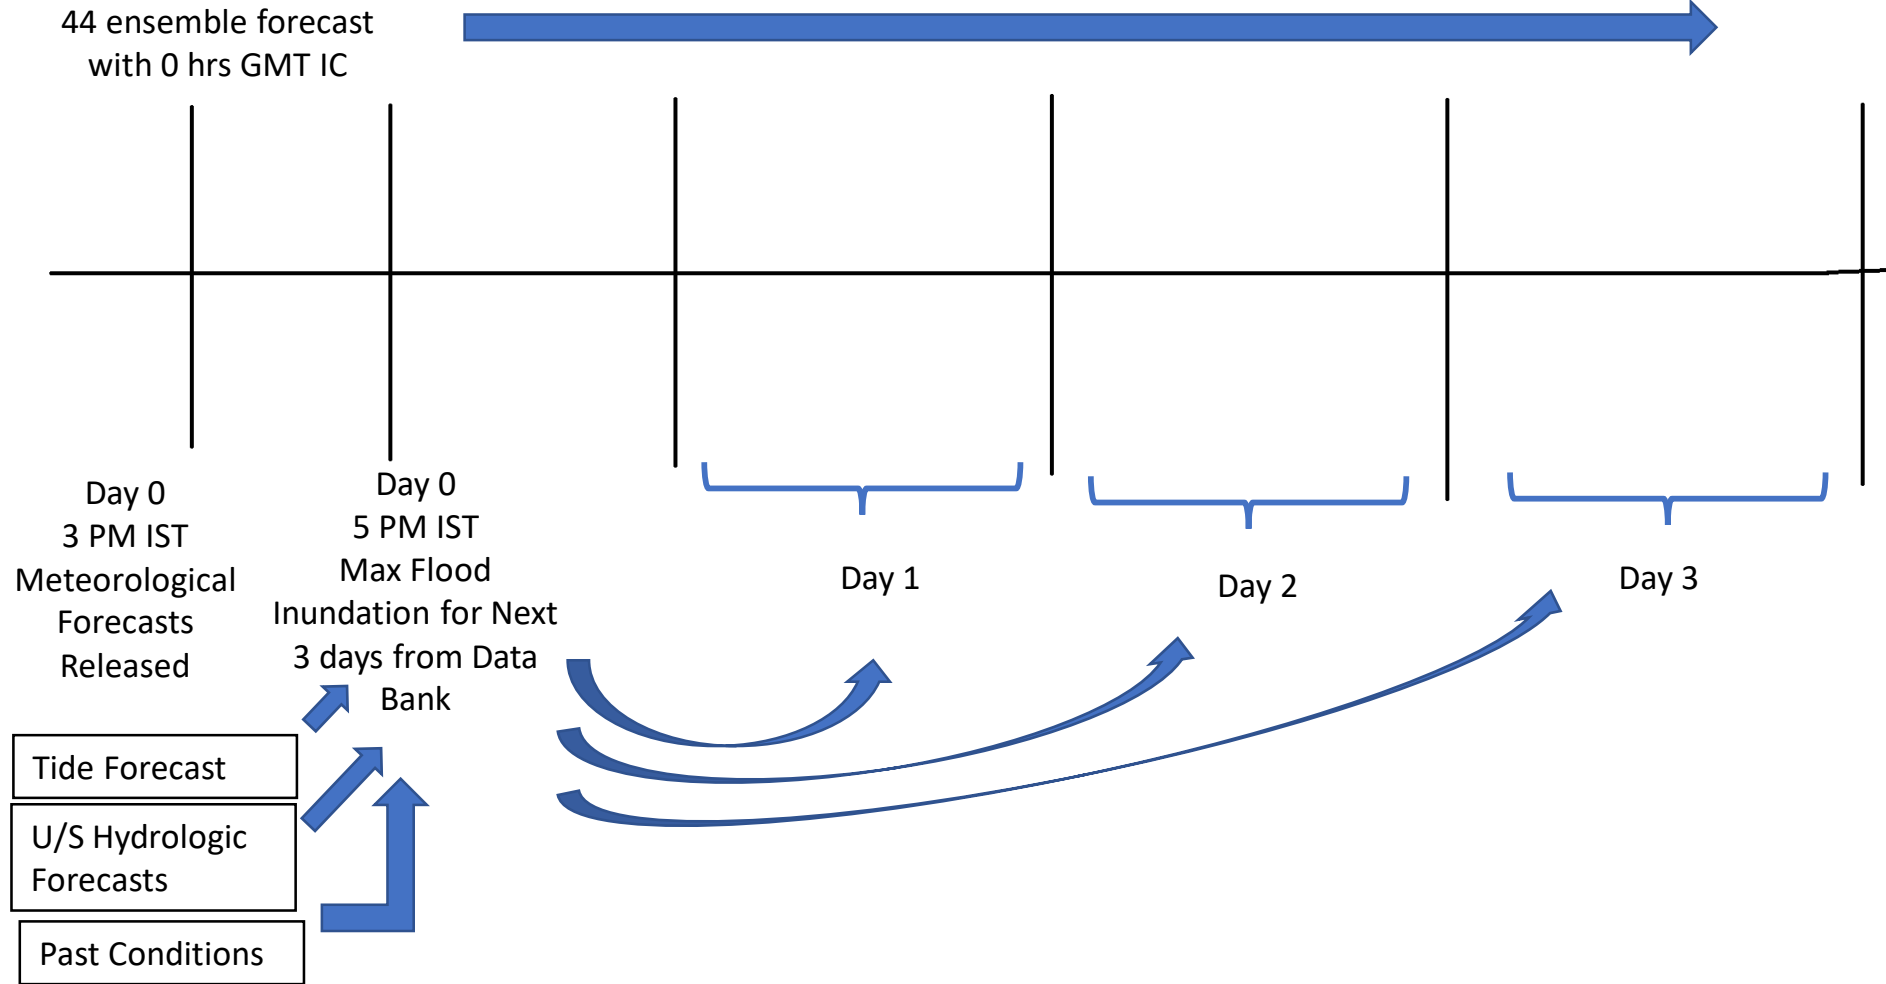 44 ensemble forecast
with 0 hrs GMT IC
Day 0
3 PM IST
Meteorological
Forecasts
Released
Day 0
5 PM IST
Max Flood
Inundation for Next
3 days from Data
Bank
Day 1
Day 2
Day 3
Tide Forecast
U/S Hydrologic
Forecasts
Past Conditions